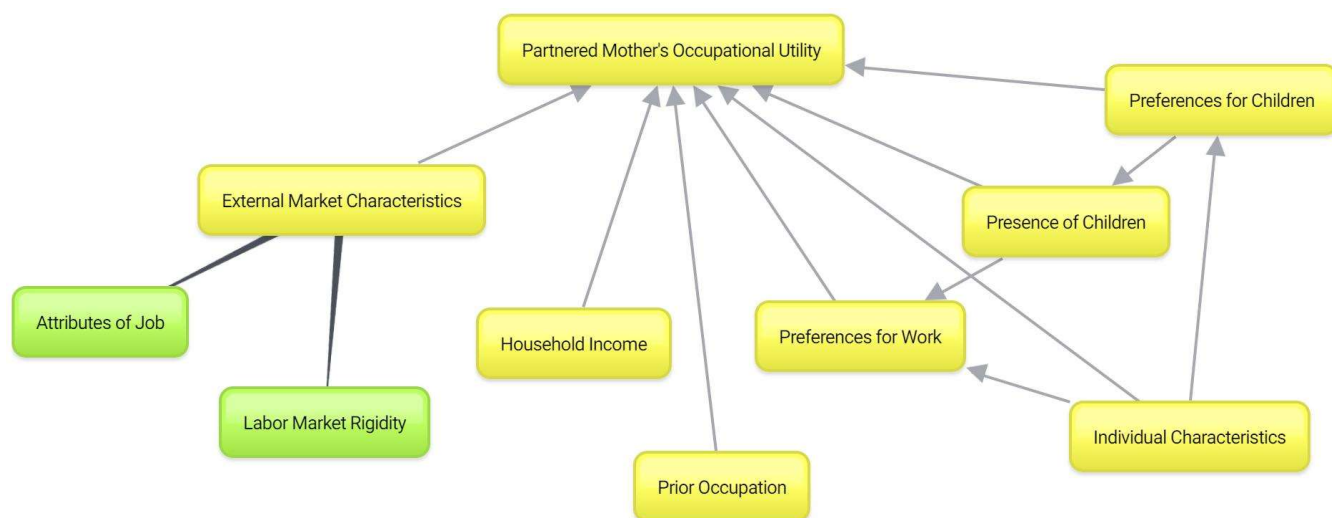 Partnered Mother's Occupational Utility
Preferences for Children
External Market Characteristics
Presence of Children
Attributes of Job
Household Income
Preferences for Work
Labor Market Rigidity
Individual Characteristics
Prior Occupation